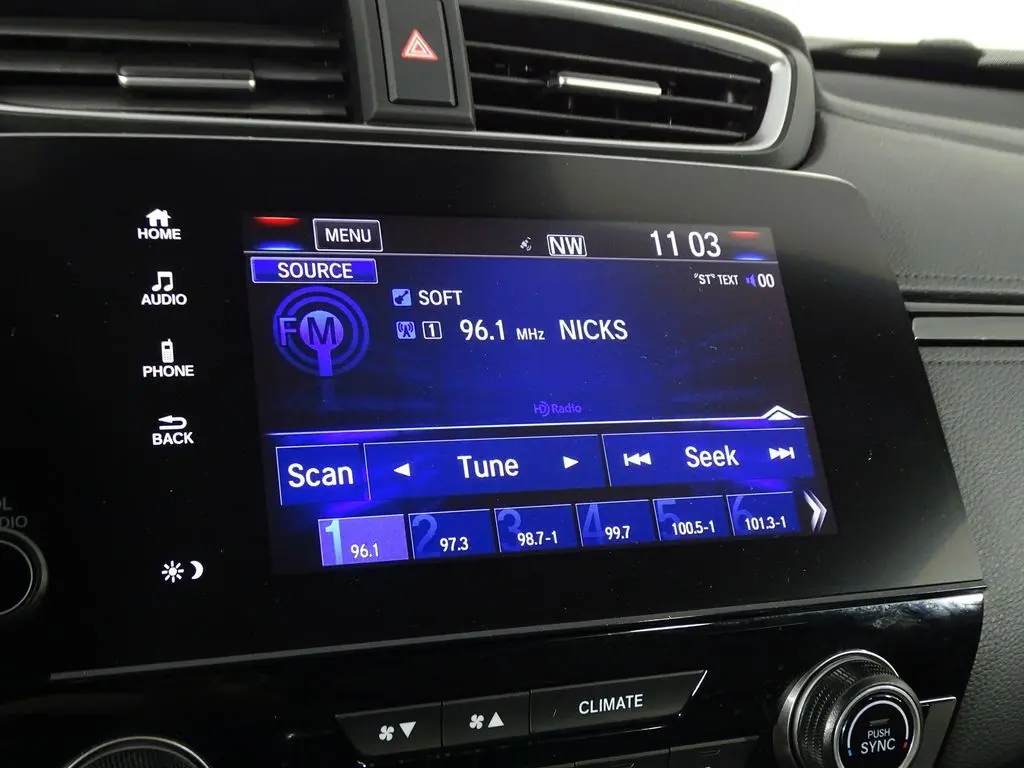 HOME
AUDIO
PHONE
BACK
MENU
NW
11 03
SOURCE
"ST" TEXT 00
FM
SOFT
1 96.1 MHz NICKS
HD Radio
Scan Tune Seek
1 96.1
2 97.3
3 98.7-1
4 99.7
5 100.5-1
6 101.3-1
CLIMATE
PUSH
SYNC